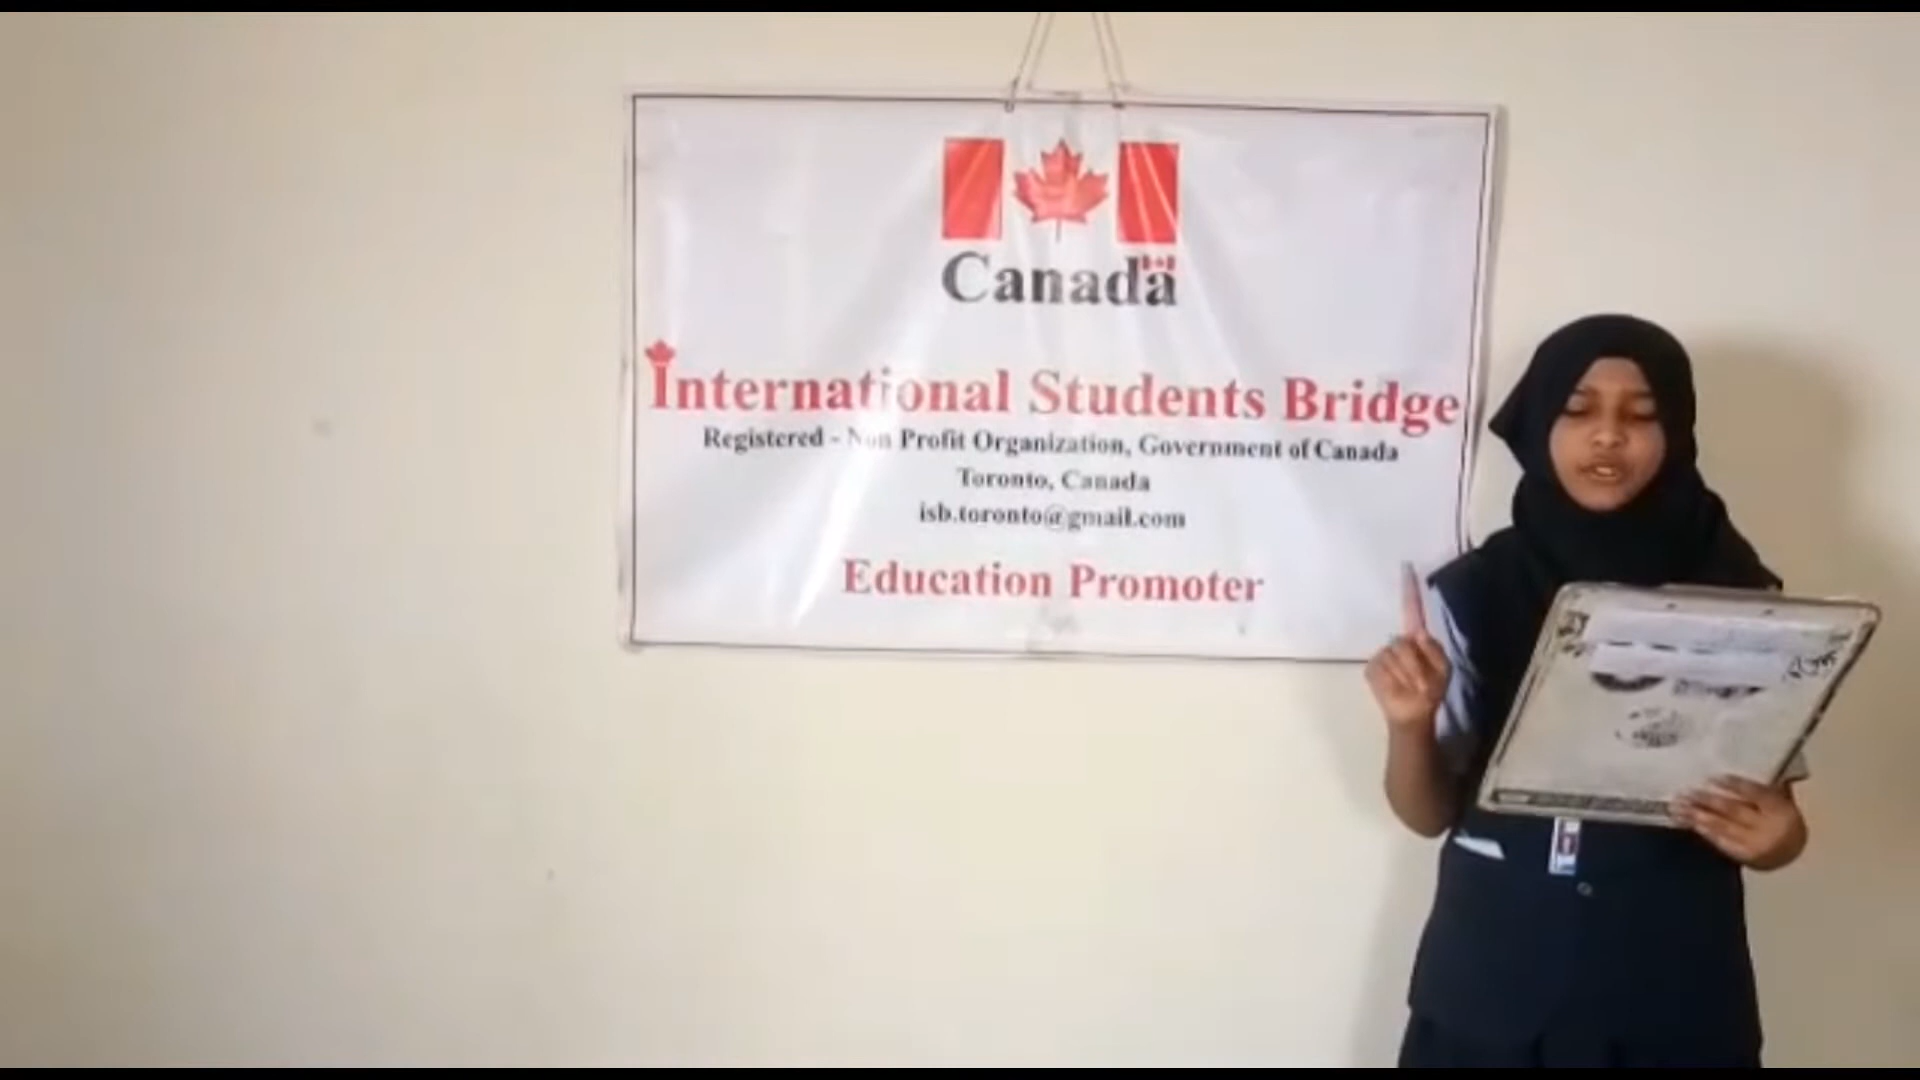 Canada
International Students Bridge
Registered - Non Profit Organization, Government of Canada
Toronto, Canada
isb.toronto@gmail.com
Education Promoter